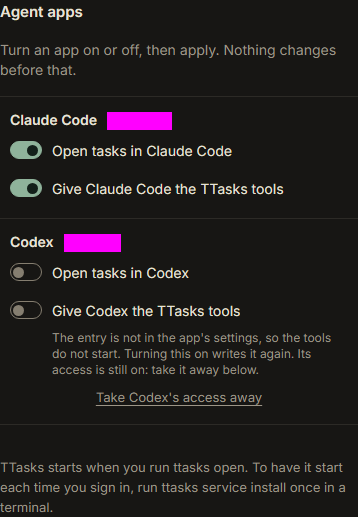 Agent apps
Turn an app on or off, then apply. Nothing changes
before that.
Claude Code
Open tasks in Claude Code
Give Claude Code the TTasks tools
Codex
Open tasks in Codex
Give Codex the TTasks tools
The entry is not in the app's settings, so the tools
do not start. Turning this on writes it again. Its
access is still on: take it away below.
Take Codex's access away
TTasks starts when you run ttasks open. To have it start
each time you sign in, run ttasks service install once in a
terminal.